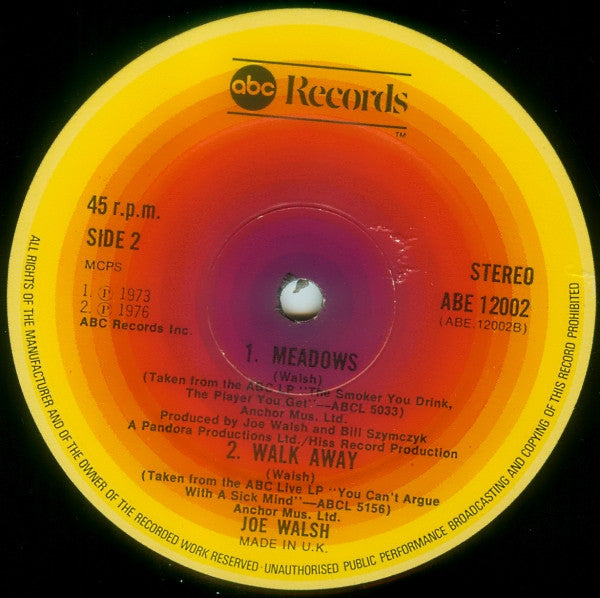 abc Records
TM
45 r.p.m.
SIDE 2
MCPS
1. Ⓟ 1973
2. Ⓟ 1976
ABC Records Inc.
STEREO
ABE 12002
(ABE.12002B)
1. MEADOWS
(Walsh)
(Taken from the ABC LP "The Smoker You Drink,
The Player You Get"—ABCL 5033)
Anchor Mus. Ltd.
Produced by Joe Walsh and Bill Szymczyk
A Pandora Productions Ltd./Hiss Record Production
2. WALK AWAY
(Walsh)
(Taken from the ABC Live LP "You Can't Argue
With A Sick Mind"—ABCL 5156)
Anchor Mus. Ltd.
JOE WALSH
MADE IN U.K.
ALL RIGHTS OF THE MANUFACTURER AND OF THE OWNER OF THE RECORDED WORK RESERVED · UNAUTHORISED PUBLIC PERFORMANCE BROADCASTING AND COPYING OF THIS RECORD PROHIBITED